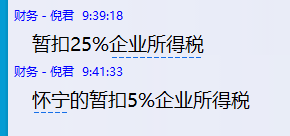 财务 - 倪君 9:39:18
暂扣25%企业所得税
财务 - 倪君 9:41:33
怀宁的暂扣5%企业所得税